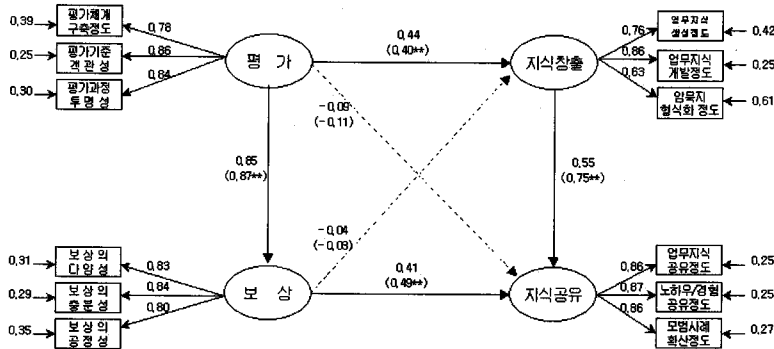 0,39
평가체계
구축정도
0,78
0,25
평가기준
객관성
0,86
0,30
평가과정
투명성
0,84
평 가
0,44
(0,40**)
지식창출
0,76
업무지식
생성정도
0,42
0,86
업무지식
개발정도
0,25
0,63
암묵지
형식화 정도
0,61
-0,09
(-0,11)
0,85
(0,87**)
0,55
(0,75**)
-0,04
(-0,03)
0,31
보상의
다양성
0,83
0,29
보상의
충분성
0,84
0,35
보상의
공정성
0,80
보 상
0,41
(0,49**)
지식공유
0,86
업무지식
공유정도
0,25
0,87
노하우/경험
공유정도
0,25
0,86
모범사례
확산정도
0,27